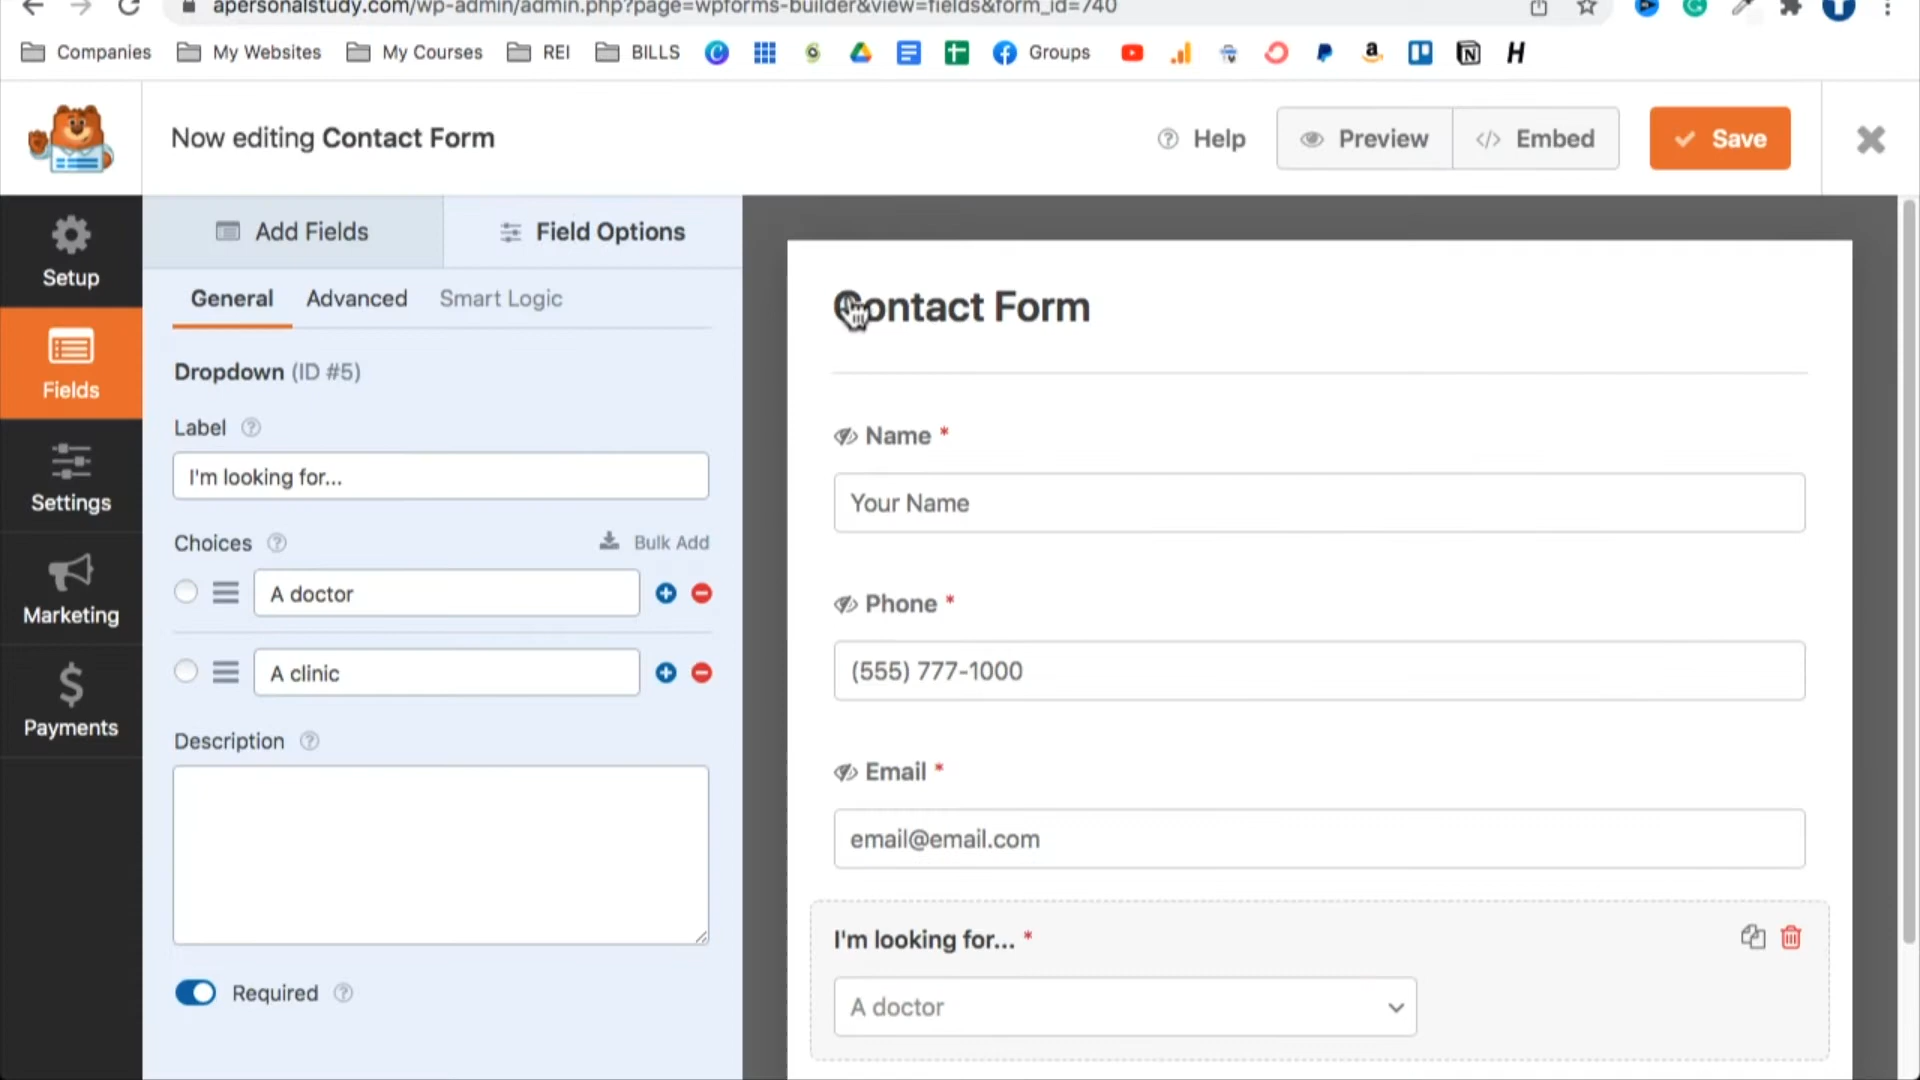 apersonalstudy.com/wp-admin/admin.php?page=wpforms-builder&view=fields&form_id=740
Companies My Websites My Courses REI BILLS Groups
Now editing Contact Form
Help
Preview
Embed
Save
Setup
Fields
Settings
Marketing
Payments
Add Fields
Field Options
General Advanced Smart Logic
Dropdown (ID #5)
Label
I'm looking for...
Choices
Bulk Add
A doctor
A clinic
Description
Required
Contact Form
Name *
Your Name
Phone *
(555) 777-1000
Email *
email@email.com
I'm looking for... *
A doctor